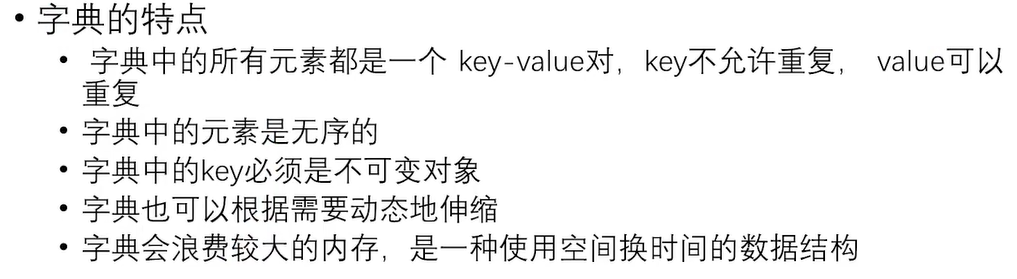 • 字典的特点
• 字典中的所有元素都是一个 key-value对，key不允许重复， value可以
重复
• 字典中的元素是无序的
• 字典中的key必须是不可变对象
• 字典也可以根据需要动态地伸缩
• 字典会浪费较大的内存，是一种使用空间换时间的数据结构